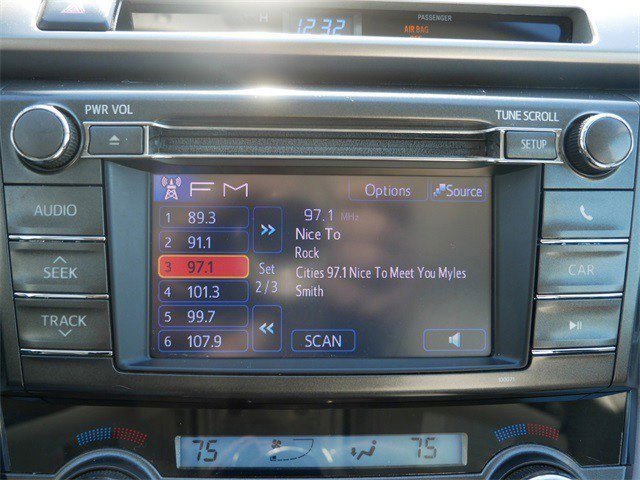 H
12:32
PASSENGER
AIR BAG
OFF
PWR VOL
TUNE SCROLL
SETUP
FM
Options
Source
AUDIO
SEEK
TRACK
1 89.3
2 91.1
3 97.1
4 101.3
5 99.7
6 107.9
Set
2/3
97.1 MHz
Nice To
Rock
Cities 97.1 Nice To Meet You Myles
Smith
SCAN
CAR
75
75